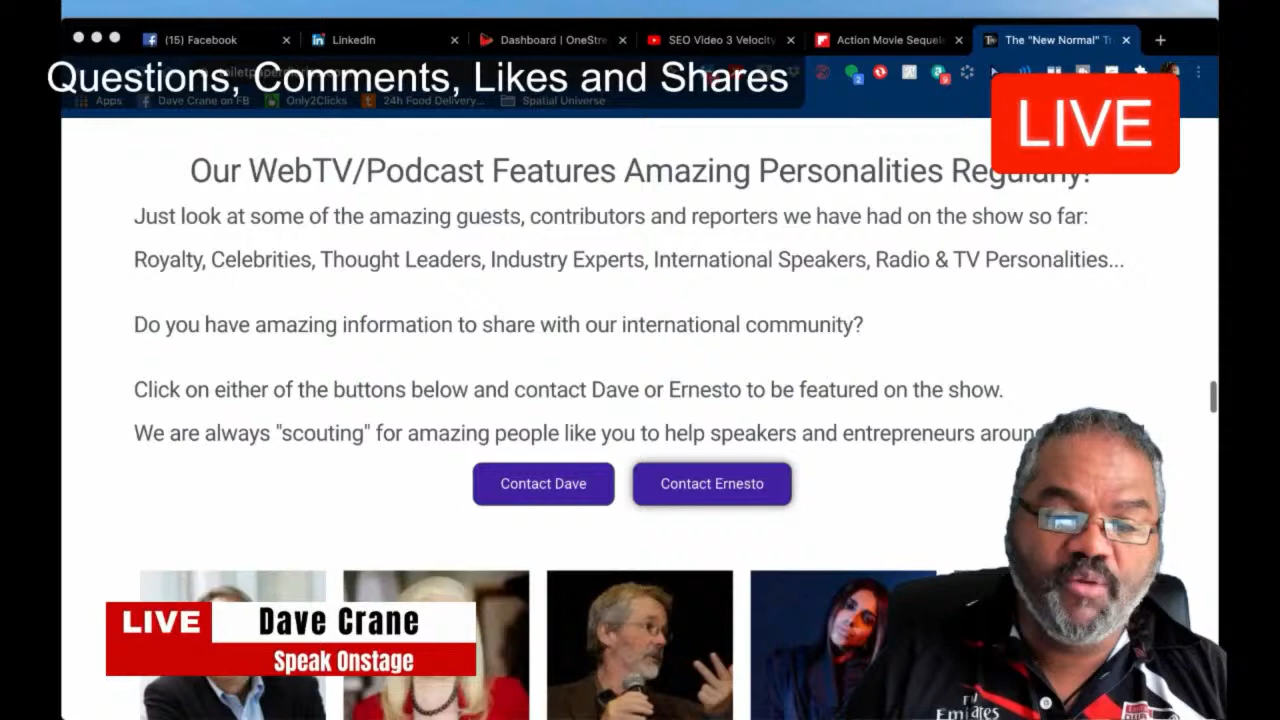 (15) Facebook
LinkedIn
Dashboard | OneStre
SEO Video 3 Velocity
Action Movie Sequel
The "New Normal" T
Questions, Comments, Likes and Shares
Apps
Dave Crane on FB
Only2Clicks
24h Food Delivery...
Spatial Universe
2
9
LIVE
Our WebTV/Podcast Features Amazing Personalities Regularly!
Just look at some of the amazing guests, contributors and reporters we have had on the show so far:
Royalty, Celebrities, Thought Leaders, Industry Experts, International Speakers, Radio & TV Personalities...
Do you have amazing information to share with our international community?
Click on either of the buttons below and contact Dave or Ernesto to be featured on the show.
We are always "scouting" for amazing people like you to help speakers and entrepreneurs aroun
Contact Dave
Contact Ernesto
LIVE
Dave Crane
Speak Onstage
Fly
Emirates